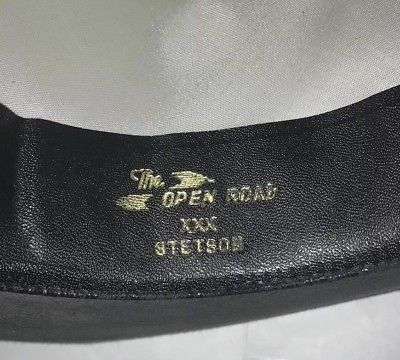 The
OPEN ROAD
XXX
STETSON